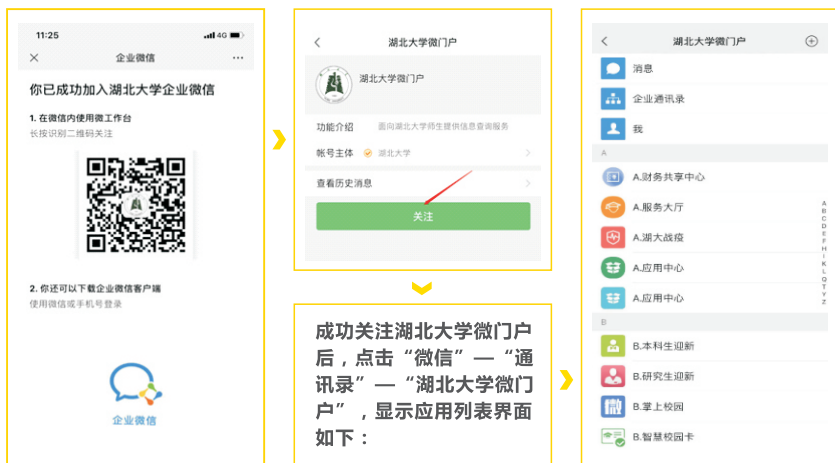 11:25
4G
企业微信
你已成功加入湖北大学企业微信
1. 在微信内使用微工作台
长按识别二维码关注
2. 你还可以下载企业微信客户端
使用微信或手机号登录
企业微信
湖北大学微门户
湖北大学微门户
功能介绍 面向湖北大学师生提供信息查询服务
帐号主体 湖北大学
查看历史消息
关注
成功关注湖北大学微门户
后，点击“微信”—“通
讯录”—“湖北大学微门
户”，显示应用列表界面
如下：
湖北大学微门户
消息
企业通讯录
我
A
A.财务共享中心
A.服务大厅
A.湖大战疫
A.应用中心
A.应用中心
B
B.本科生迎新
B.研究生迎新
B.掌上校园
B.智慧校园卡
A
B
C
D
E
F
H
I
K
L
Q
T
Y
Z